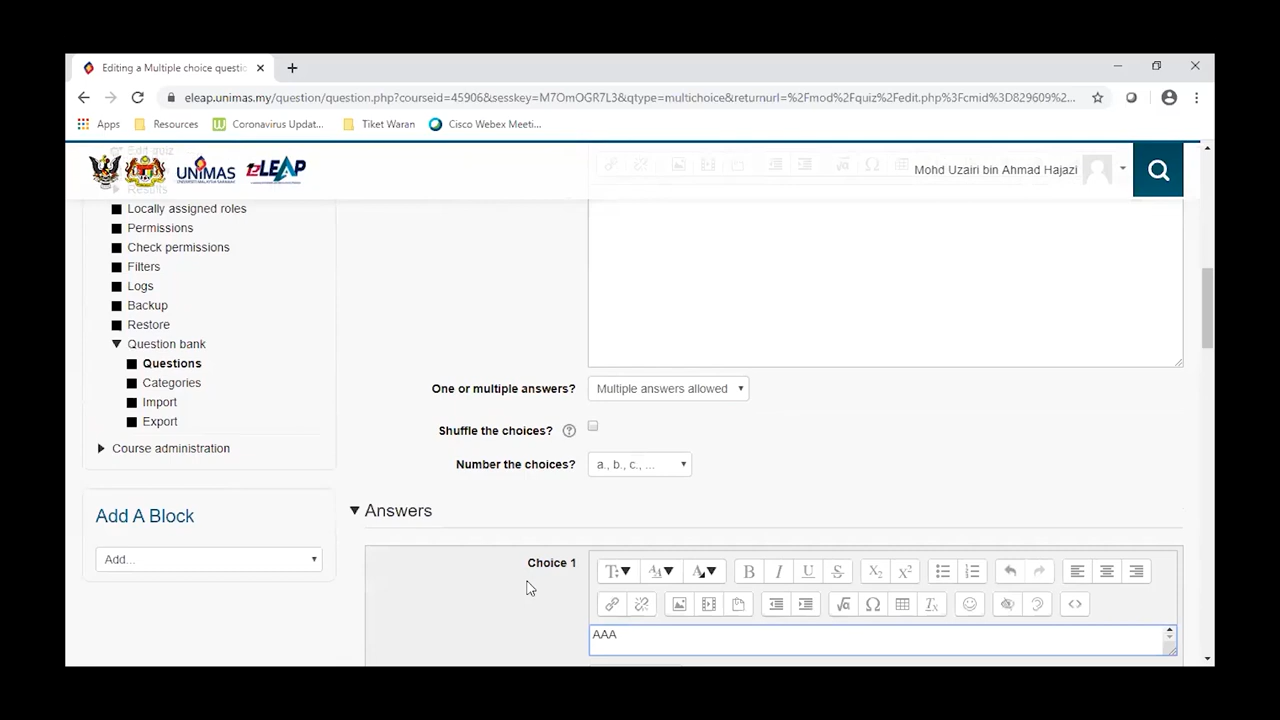 Editing a Multiple choice questic
eleap.unimas.my/question/question.php?courseid=45906&sesskey=M7OmOGR7L3&qtype=multichoice&returnurl=%2Fmod%2Fquiz%2Fedit.php%3Fcmid%3D829609%2...
Apps Resources Coronavirus Updat... Tiket Waran Cisco Webex Meeti...
Edit quiz
UNIMAS eLEAP
Mohd Uzairi bin Ahmad Hajazi
Results
Locally assigned roles
Permissions
Check permissions
Filters
Logs
Backup
Restore
Question bank
Questions
Categories
Import
Export
Course administration
Add A Block
Add...
One or multiple answers? Multiple answers allowed
Shuffle the choices?
Number the choices? a., b., c., ...
Answers
Choice 1
AAA